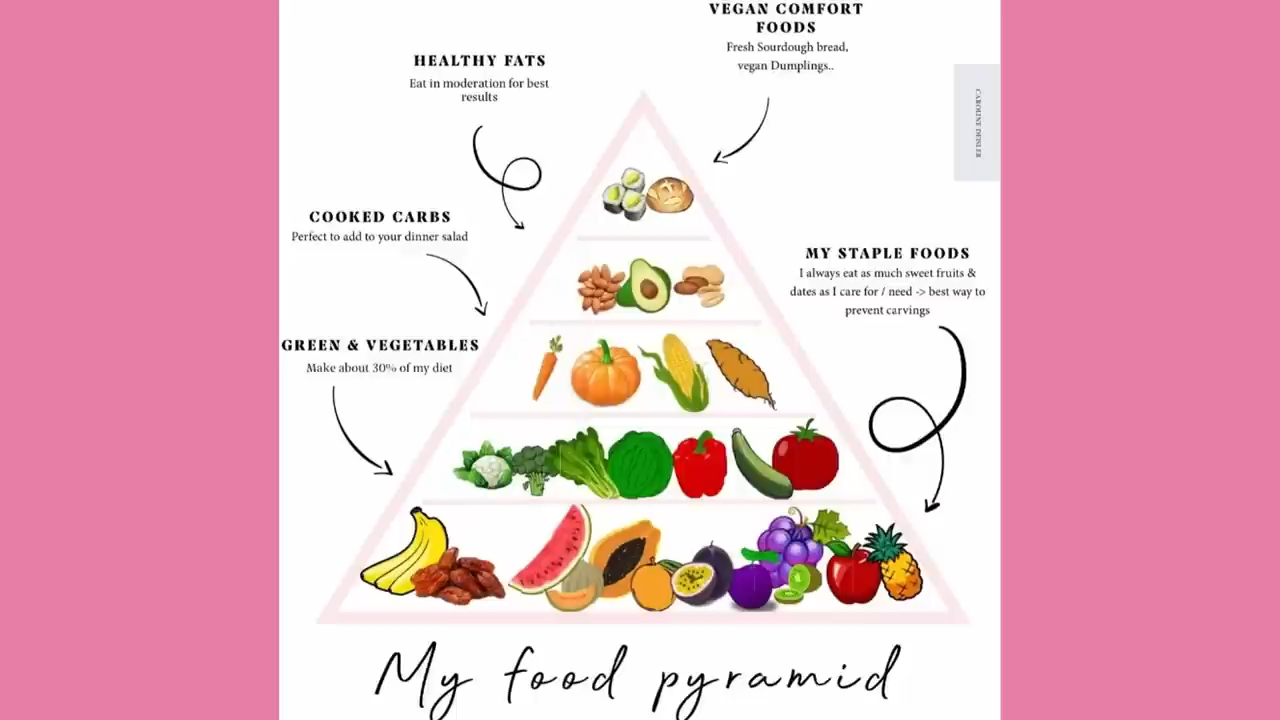 VEGAN COMFORT
FOODS
Fresh Sourdough bread,
vegan Dumplings..
HEALTHY FATS
Eat in moderation for best
results
CAROLINE DEISLER
COOKED CARBS
Perfect to add to your dinner salad
MY STAPLE FOODS
I always eat as much sweet fruits &
dates as I care for / need -> best way to
prevent carvings
GREEN & VEGETABLES
Make about 30% of my diet
My food pyramid